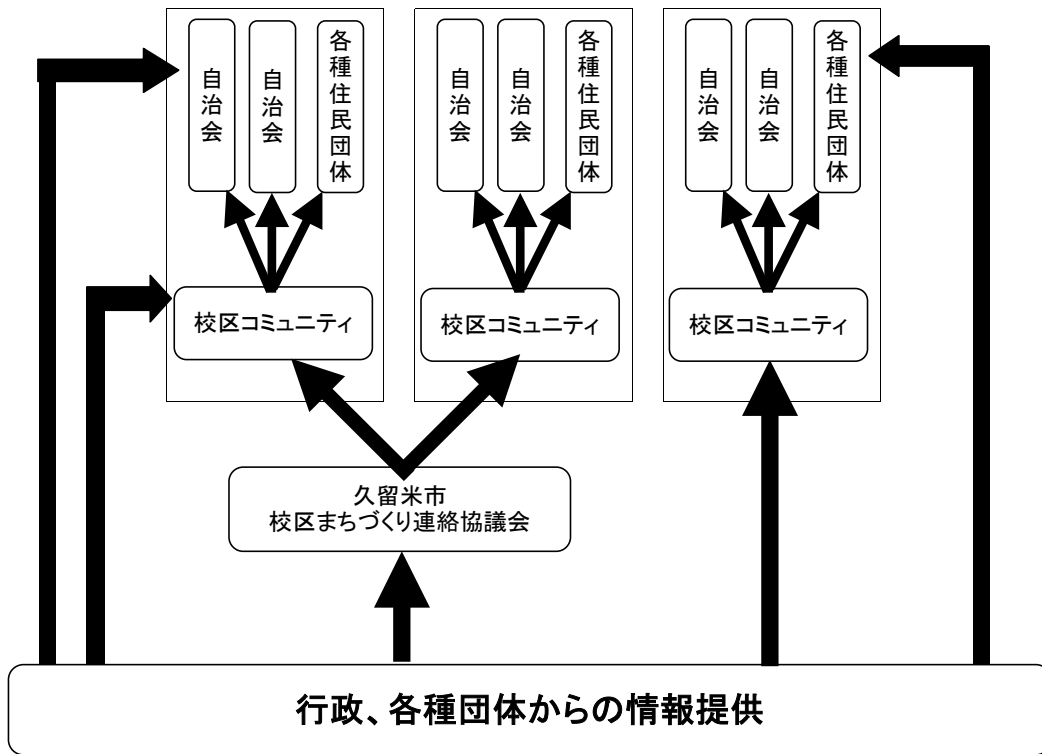 自治会
自治会
各種住民団体
自治会
自治会
各種住民団体
自治会
自治会
各種住民団体
校区コミュニティ
校区コミュニティ
校区コミュニティ
久留米市
校区まちづくり連絡協議会
行政、各種団体からの情報提供